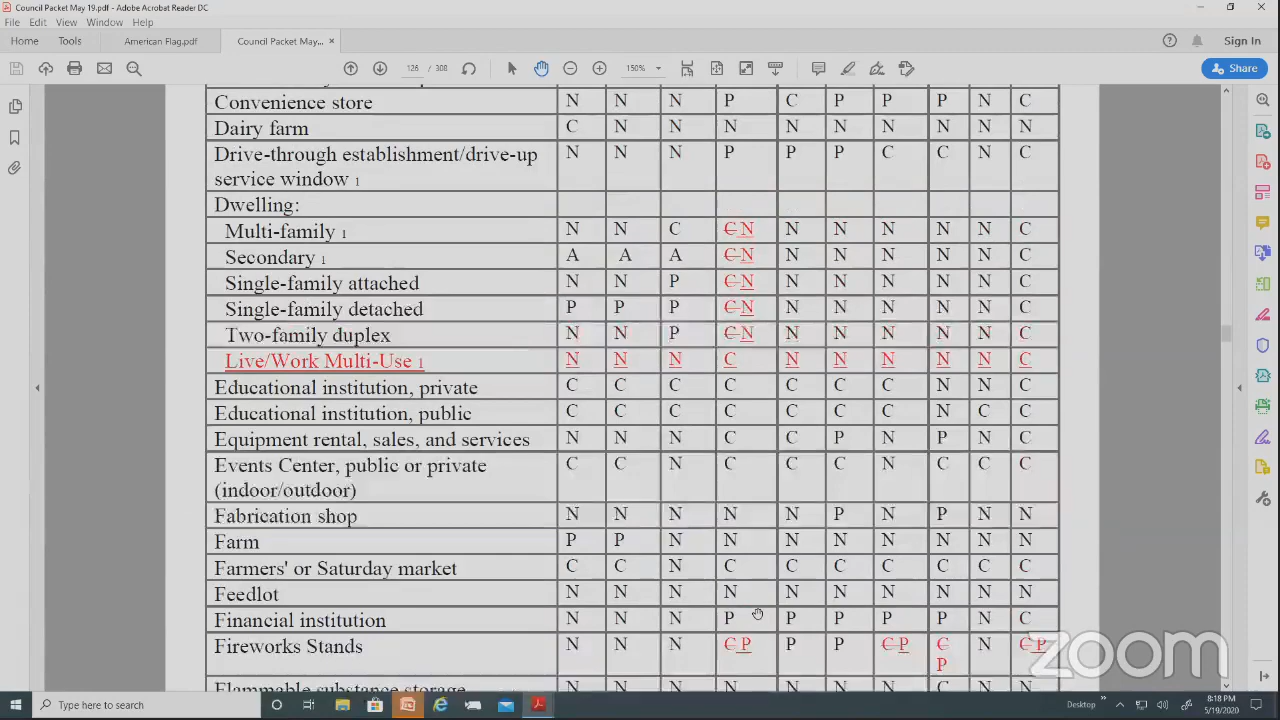 Council Packet May 19.pdf - Adobe Acrobat Reader DC
File Edit View Window Help
Home Tools American Flag.pdf Council Packet May... × Sign In
126 / 308 150% Share
Convenience store N N N P C P P P N C
Dairy farm C N N N N N N N N N
Drive-through establishment/drive-up N N N P P P C C N C
service window 1
Dwelling:
Multi-family 1 N N C C N N N N N N C
Secondary 1 A A A C N N N N N N C
Single-family attached N N P C N N N N N N C
Single-family detached P P P C N N N N N N C
Two-family duplex N N P C N N N N N N C
Live/Work Multi-Use 1 N N N C N N N N N C
Educational institution, private C C C C C C C N N C
Educational institution, public C C C C C C C N C C
Equipment rental, sales, and services N N N C C P N P N C
Events Center, public or private C C N C C C N C C C
(indoor/outdoor)
Fabrication shop N N N N N P N P N N
Farm P P N N N N N N N N
Farmers' or Saturday market C C N C C C C C C C
Feedlot N N N N N N N N N N
Financial institution N N N P P P P P N C
Fireworks Stands N N N C P P P C P C N C P
P
zoom
Flammable substance storage N N N N N N N C N N
Type here to search Desktop 8:18 PM
5/19/2020